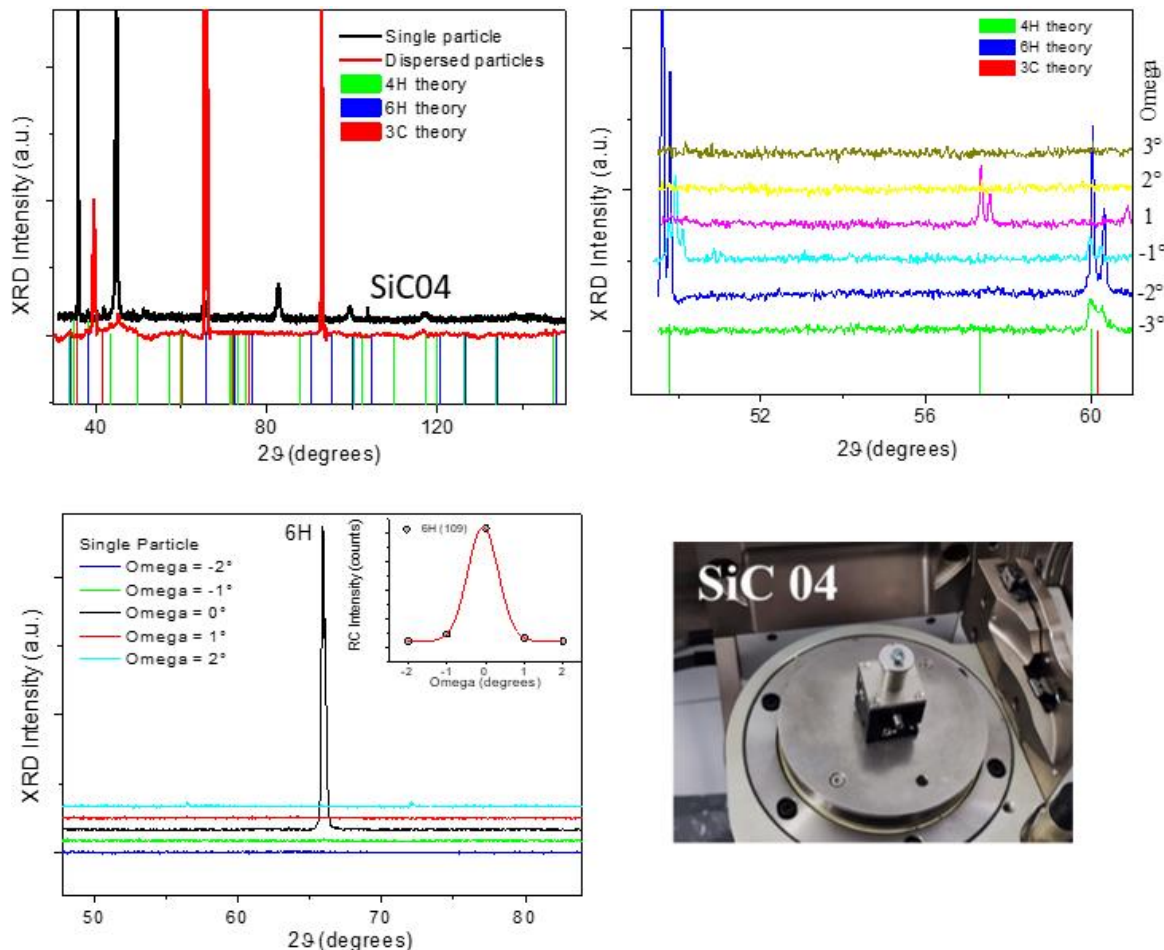 XRD Intensity (a.u.)
Single particle
Dispersed particles
4H theory
6H theory
3C theory
SiC04
40
80
120
2ϑ (degrees)
XRD Intensity (a.u.)
4H theory
6H theory
3C theory
Omega
3°
2°
1
-1°
-2°
-3°
52
56
60
2ϑ (degrees)
XRD Intensity (a.u.)
Single Particle
Omega = -2°
Omega = -1°
Omega = 0°
Omega = 1°
Omega = 2°
6H
RC Intensity (counts)
6H (109)
-2 -1 0 1 2
Omega (degrees)
50 60 70 80
2ϑ (degrees)
SiC 04